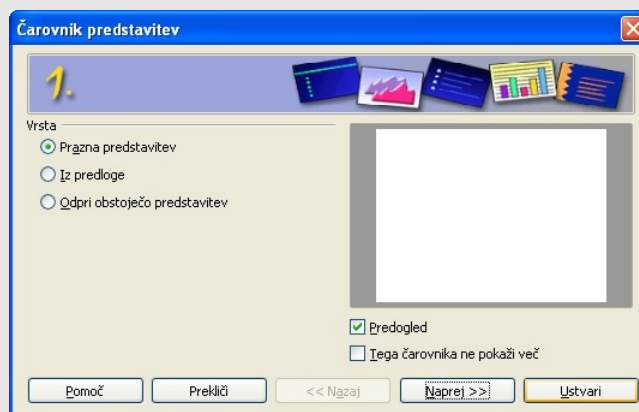 Čarovnik predstavitev
1.
Vrsta
Prazna predstavitev
Iz predloge
Odpri obstoječo predstavitev
Predogled
Tega čarovnika ne pokaži več
Pomoč
Prekliči
<< Nazaj
Naprej >>
Ustvari